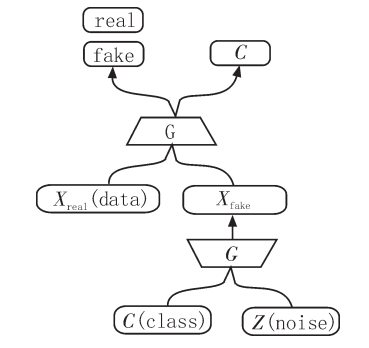 real
fake
C
G
X_real(data)
X_fake
G
C(class)
Z(noise)